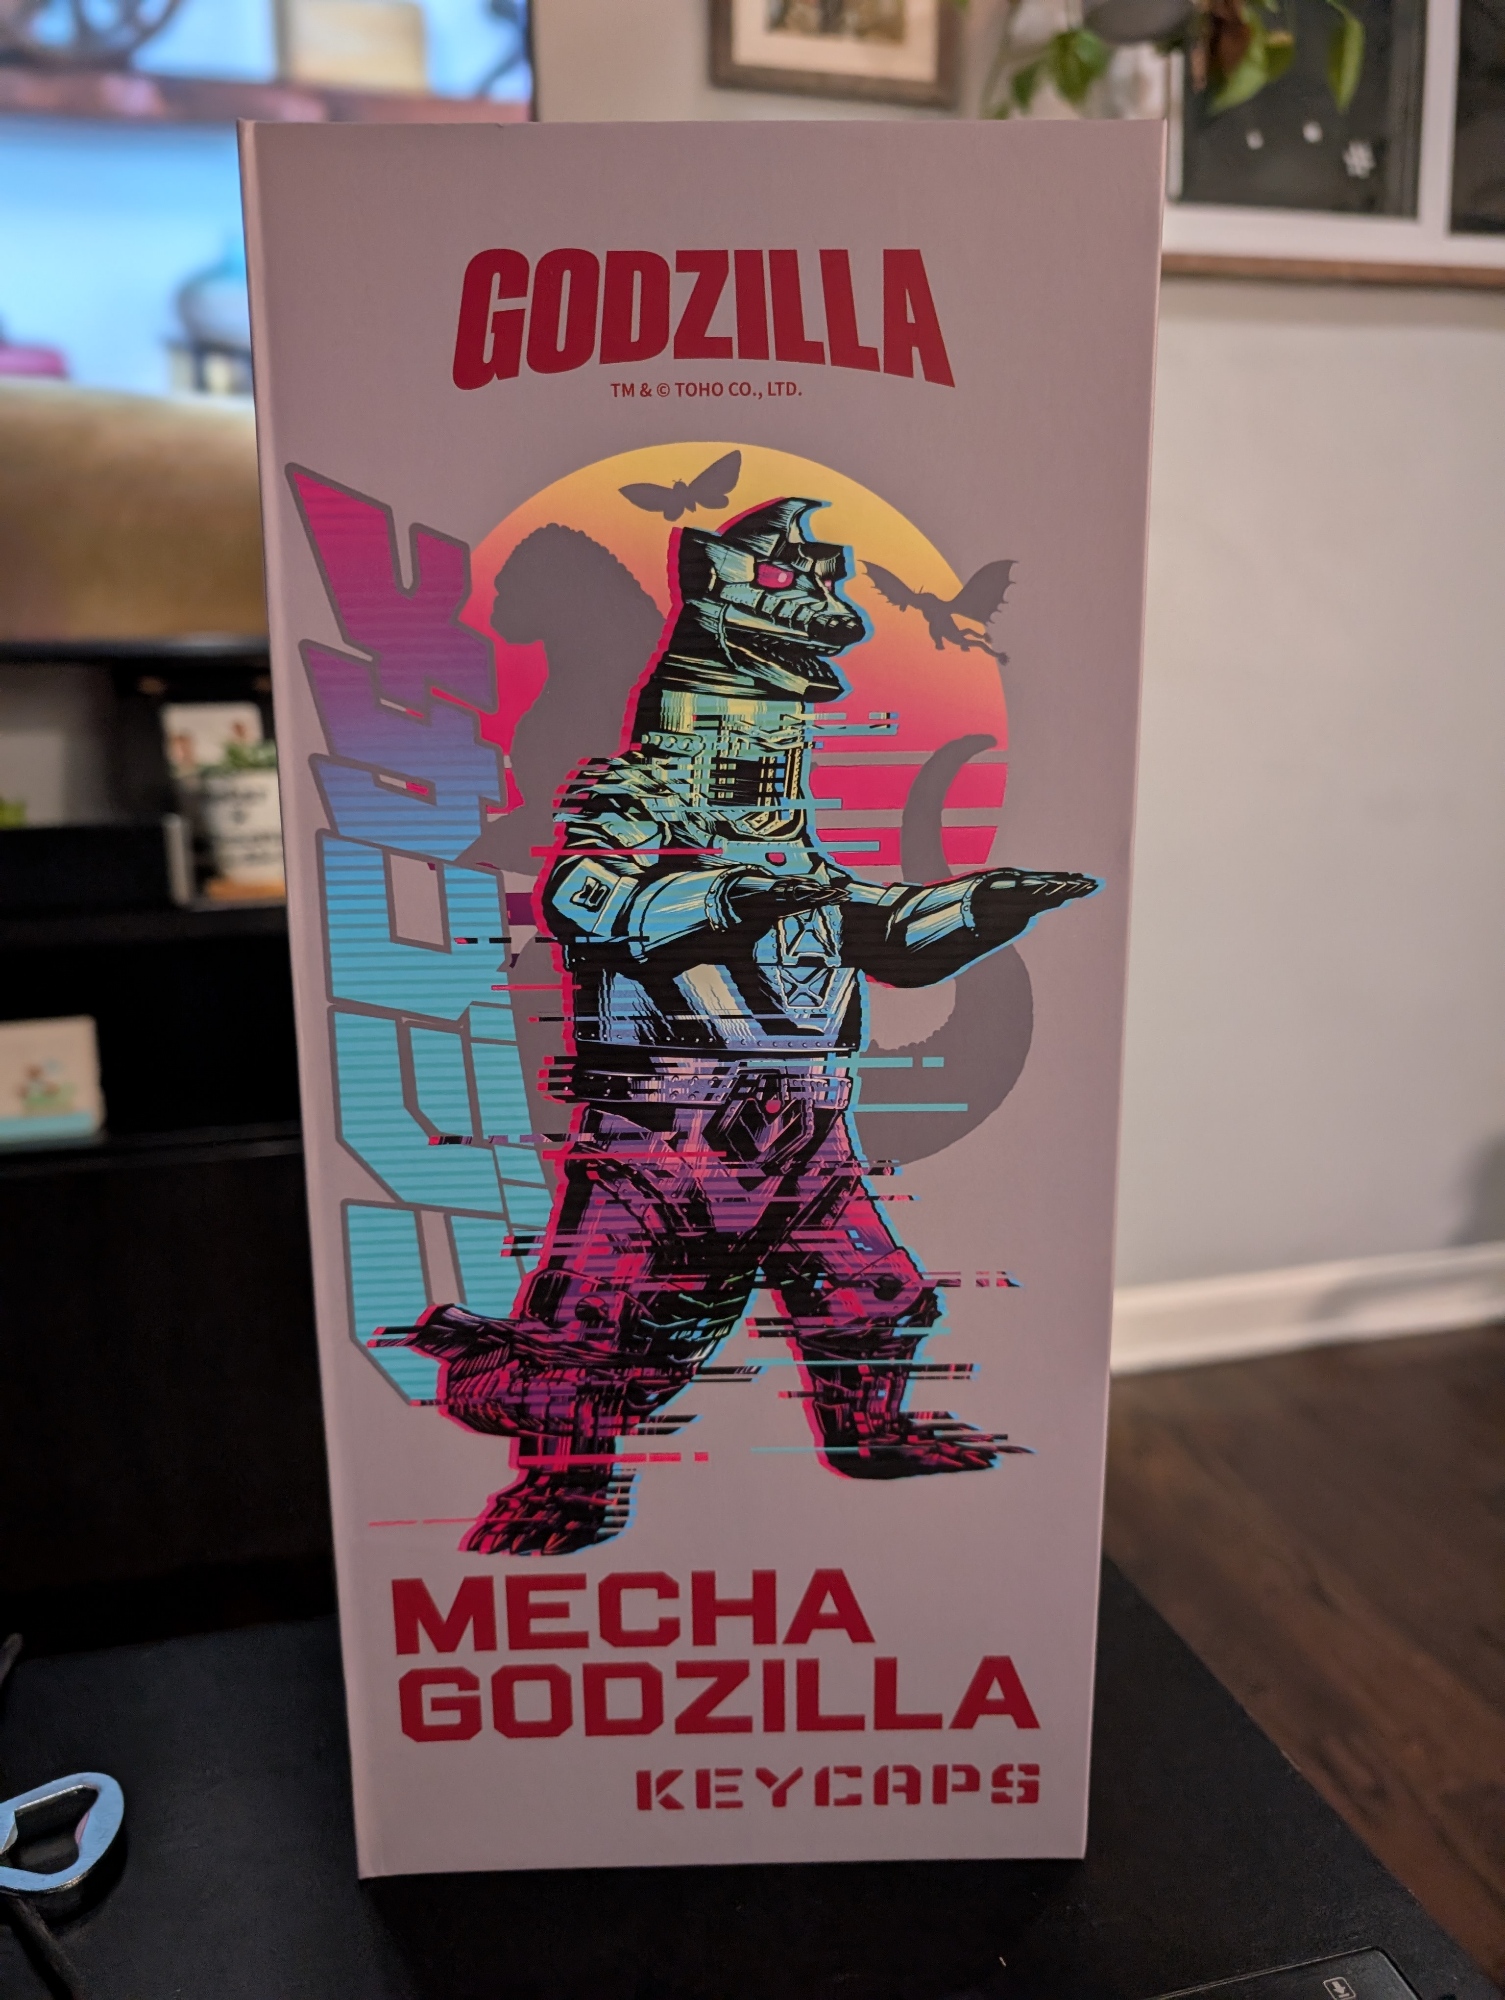 GODZILLA
TM & © TOHO CO., LTD.
MECHA
GODZILLA
KEYCAPS